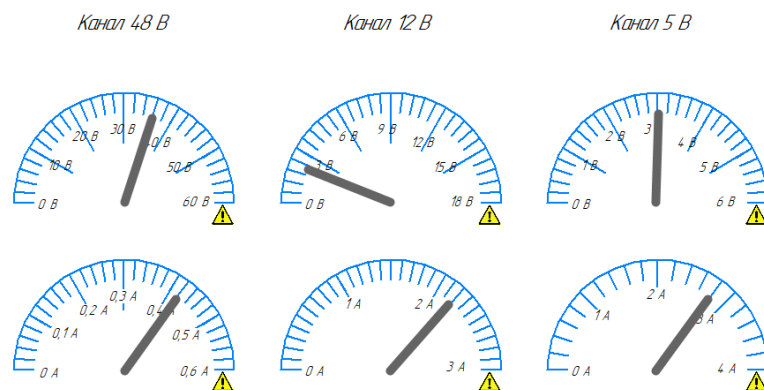 Канал 48 В
Канал 12 В
Канал 5 В
0 В
10 В
20 В
30 В
40 В
50 В
60 В
0 В
3 В
6 В
9 В
12 В
15 В
18 В
0 В
1 В
2 В
3
4 В
5 В
6 В
0 А
0,1 А
0,2 А
0,3 А
0,4 А
0,5 А
0,6 А
0 А
1 А
2 А
3 А
0 А
1 А
2 А
3 А
4 А